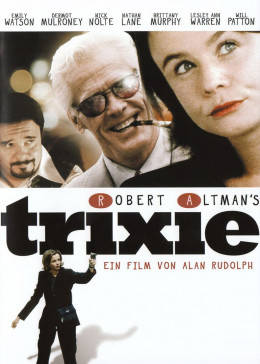 EMILY WATSON DERMOT MULRONEY NICK NOLTE NATHAN LANE BRITTANY MURPHY LESLEY ANN WARREN WILL PATTON
ROBERT ALTMAN'S
trixie
EIN FILM VON ALAN RUDOLPH